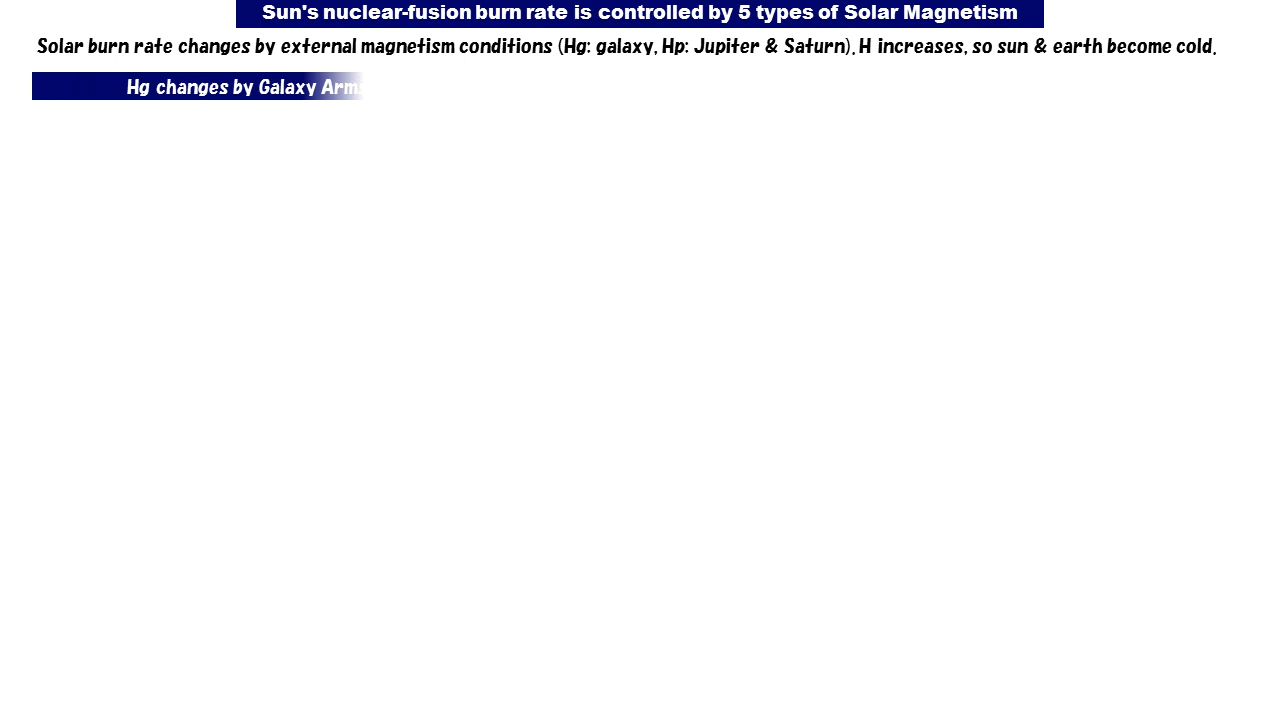 Sun's nuclear-fusion burn rate is controlled by 5 types of Solar Magnetism
Solar burn rate changes by external magnetism conditions (Hg: galaxy, Hp: Jupiter & Saturn). H increases, so sun & earth become cold.
Hg changes by Galaxy Arms